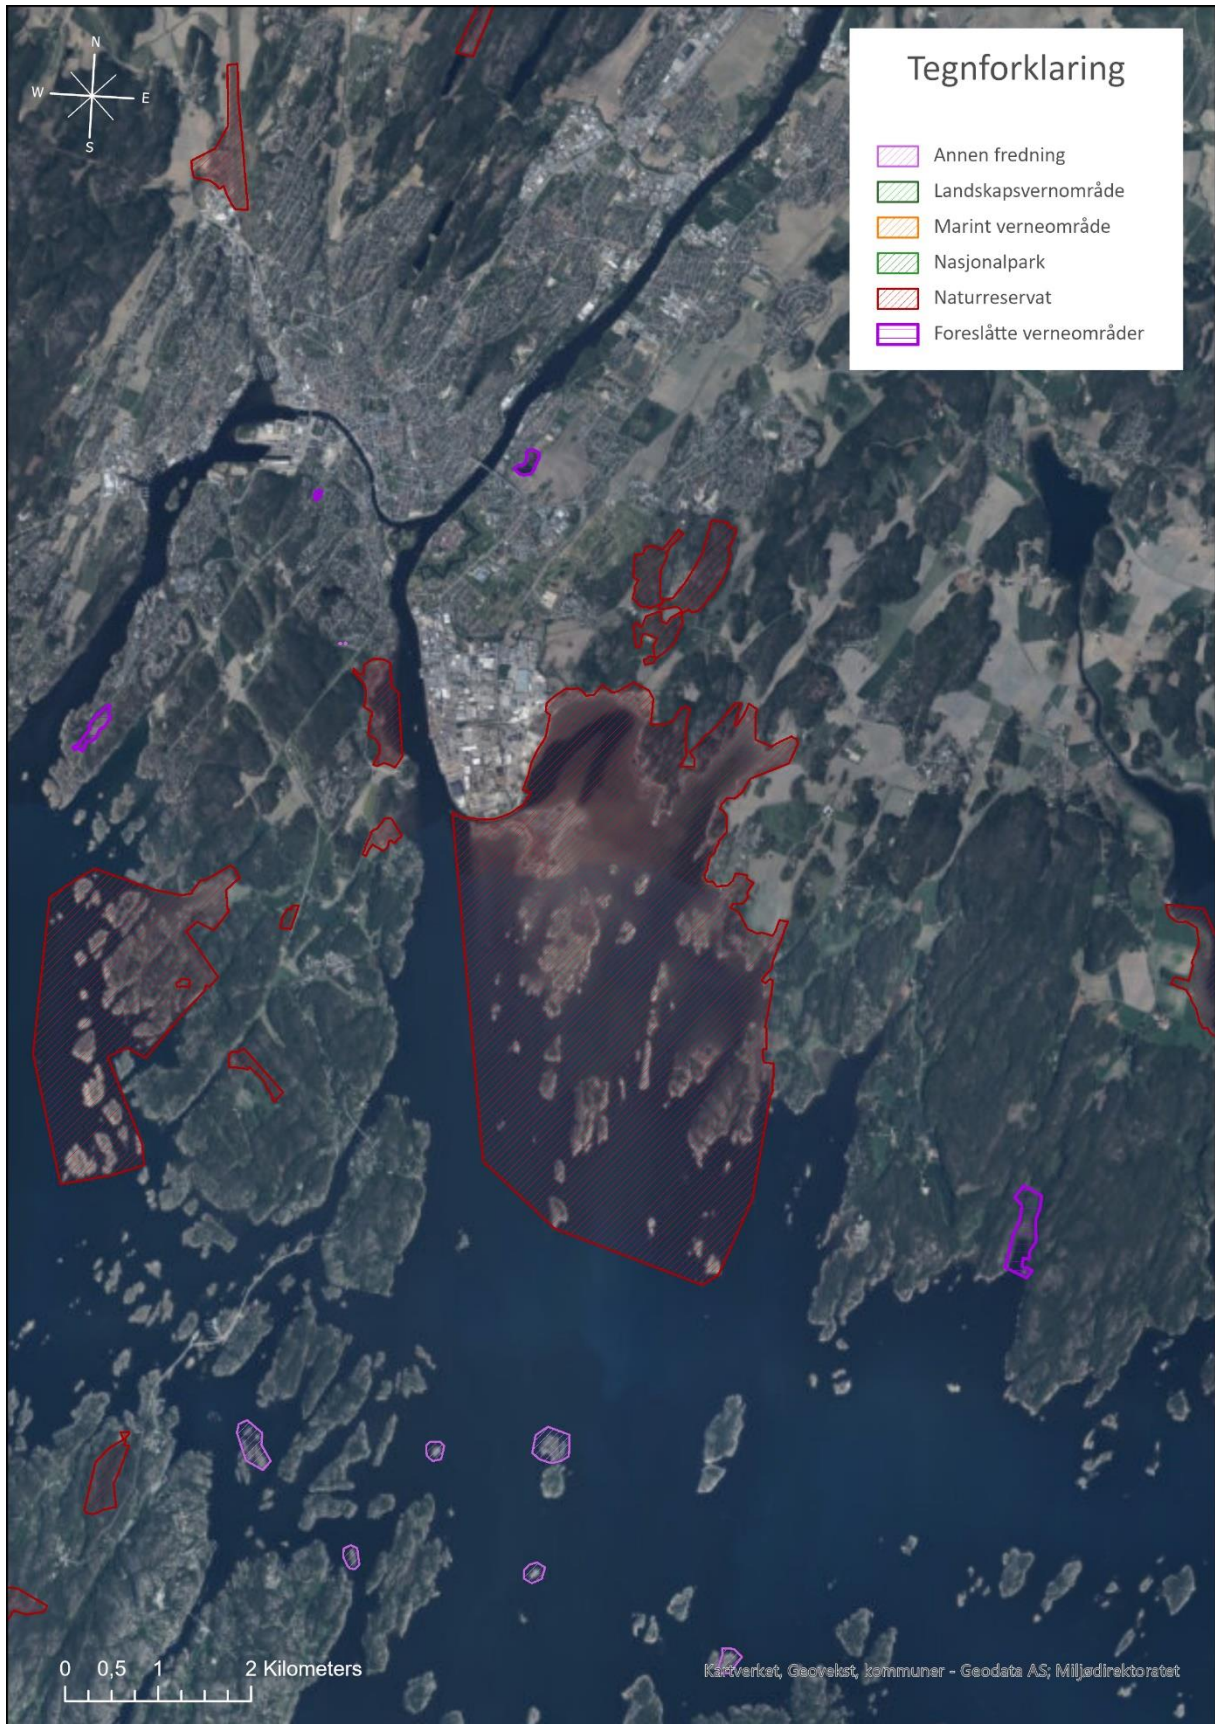 N
W
E
S
Tegnforklaring
Annen fredning
Landskapsvernområde
Marint verneområde
Nasjonalpark
Naturreservat
Foreslåtte verneområder
0 0,5 1 2 Kilometers
Kartverket, Geovekst, kommuner - Geodata AS; Miljødirektoratet